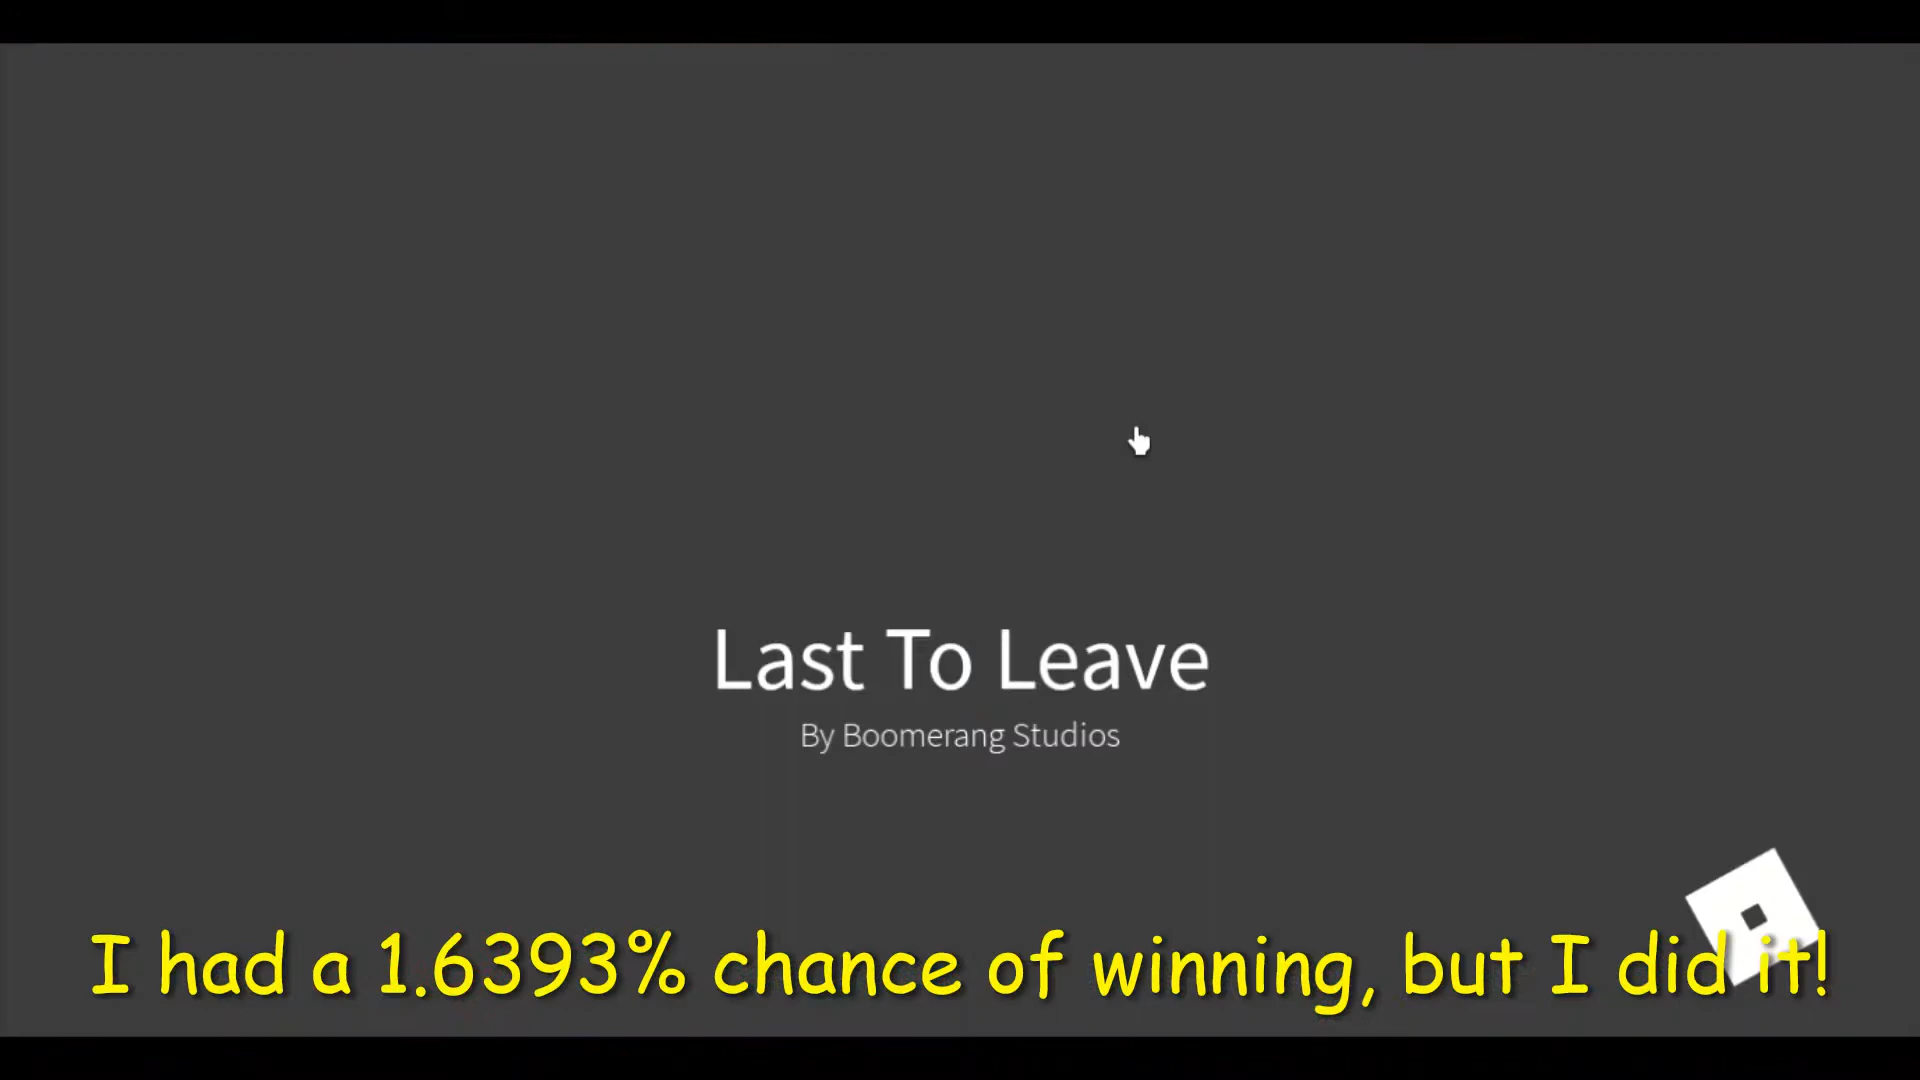 Last To Leave
By Boomerang Studios
I had a 1.6393% chance of winning, but I did it!